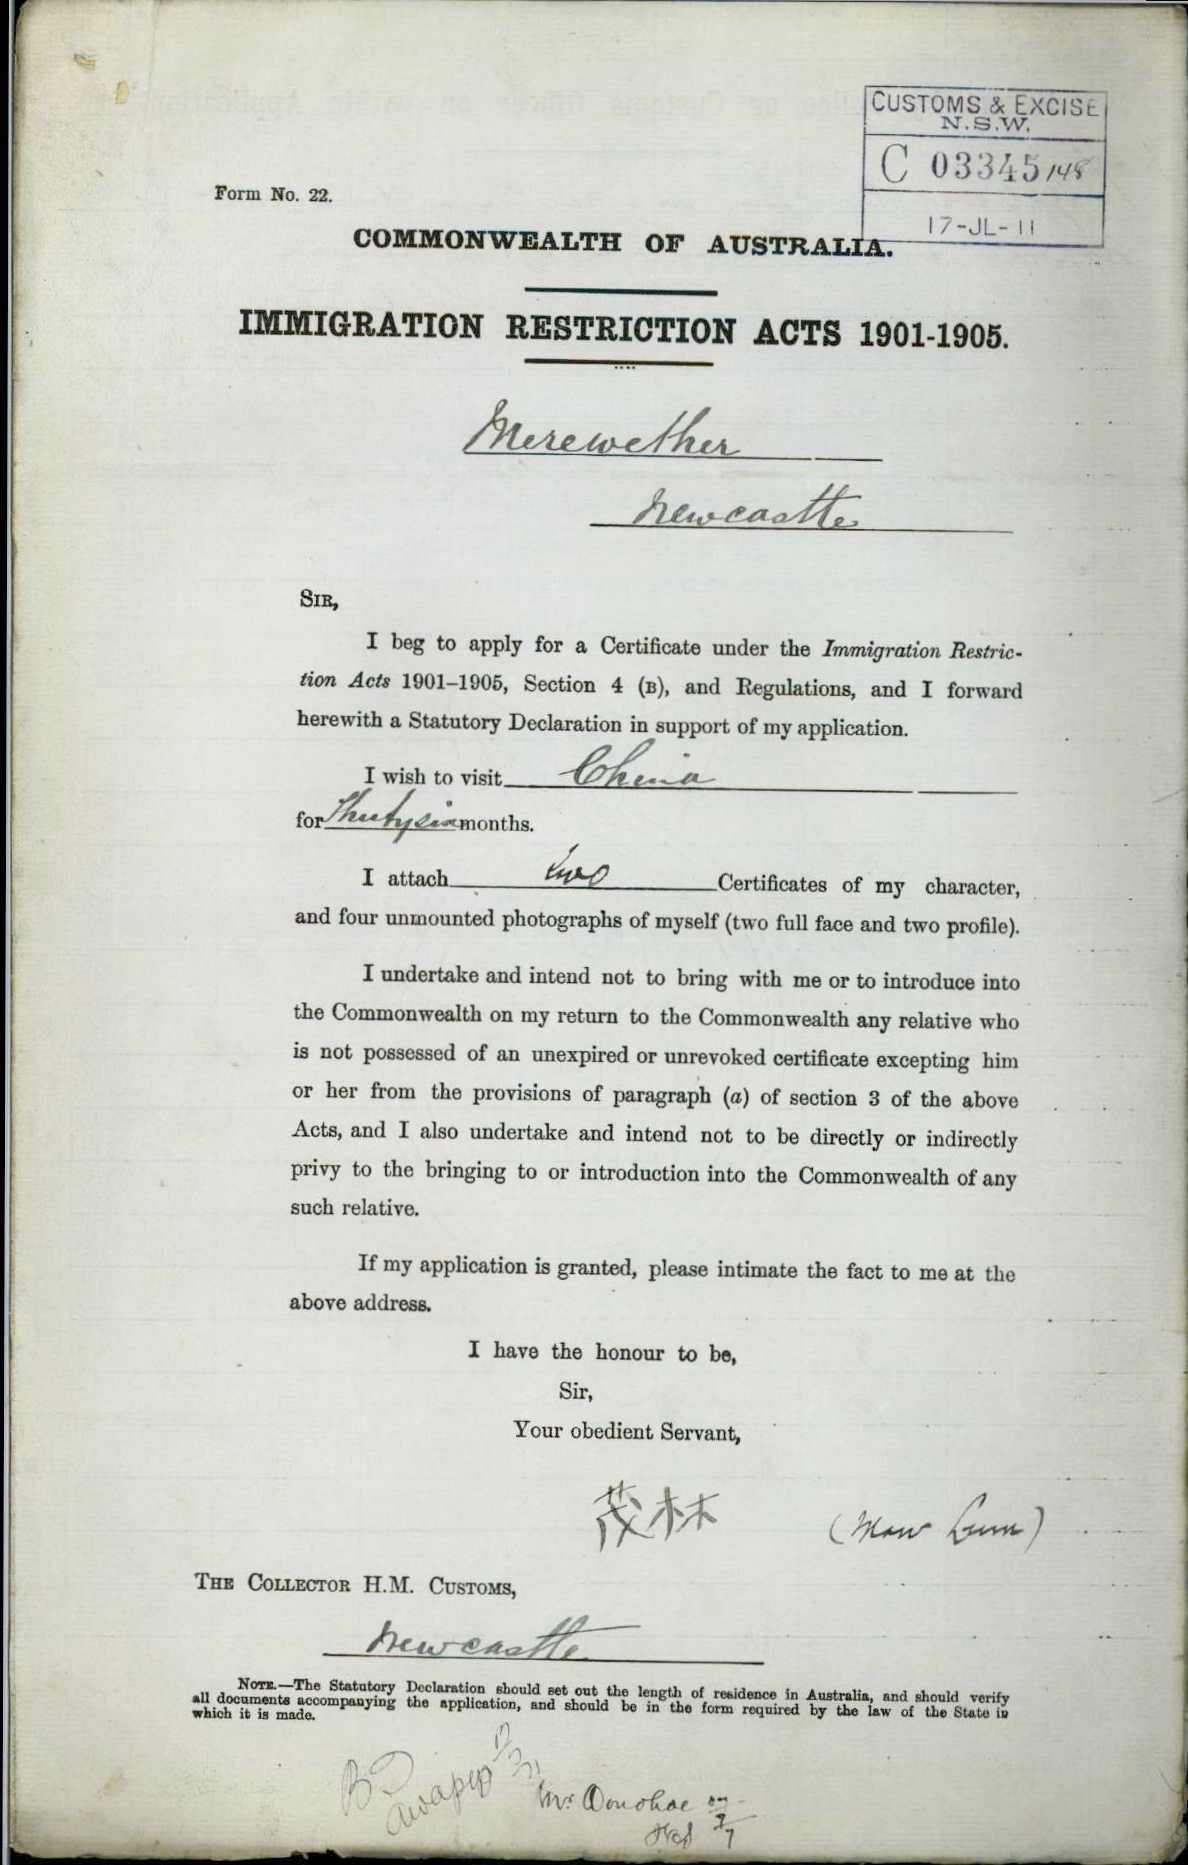 CUSTOMS & EXCISE
N.S.W.
C 03345/148
17-JL-11
Form No. 22.
COMMONWEALTH OF AUSTRALIA.
IMMIGRATION RESTRICTION ACTS 1901-1905.
Merewether
Newcastle
SIR,
I beg to apply for a Certificate under the Immigration Restric-
tion Acts 1901–1905, Section 4 (B), and Regulations, and I forward
herewith a Statutory Declaration in support of my application.
I wish to visit China
for Thirtysix months.
I attach two Certificates of my character,
and four unmounted photographs of myself (two full face and two profile).
I undertake and intend not to bring with me or to introduce into
the Commonwealth on my return to the Commonwealth any relative who
is not possessed of an unexpired or unrevoked certificate excepting him
or her from the provisions of paragraph (a) of section 3 of the above
Acts, and I also undertake and intend not to be directly or indirectly
privy to the bringing to or introduction into the Commonwealth of any
such relative.
If my application is granted, please intimate the fact to me at the
above address.
I have the honour to be,
Sir,
Your obedient Servant,
茂林 (Mow Lum)
THE COLLECTOR H.M. CUSTOMS,
Newcastle
NOTE.—The Statutory Declaration should set out the length of residence in Australia, and should verify
all documents accompanying the application, and should be in the form required by the law of the State in
which it is made.
Mr Donohoe